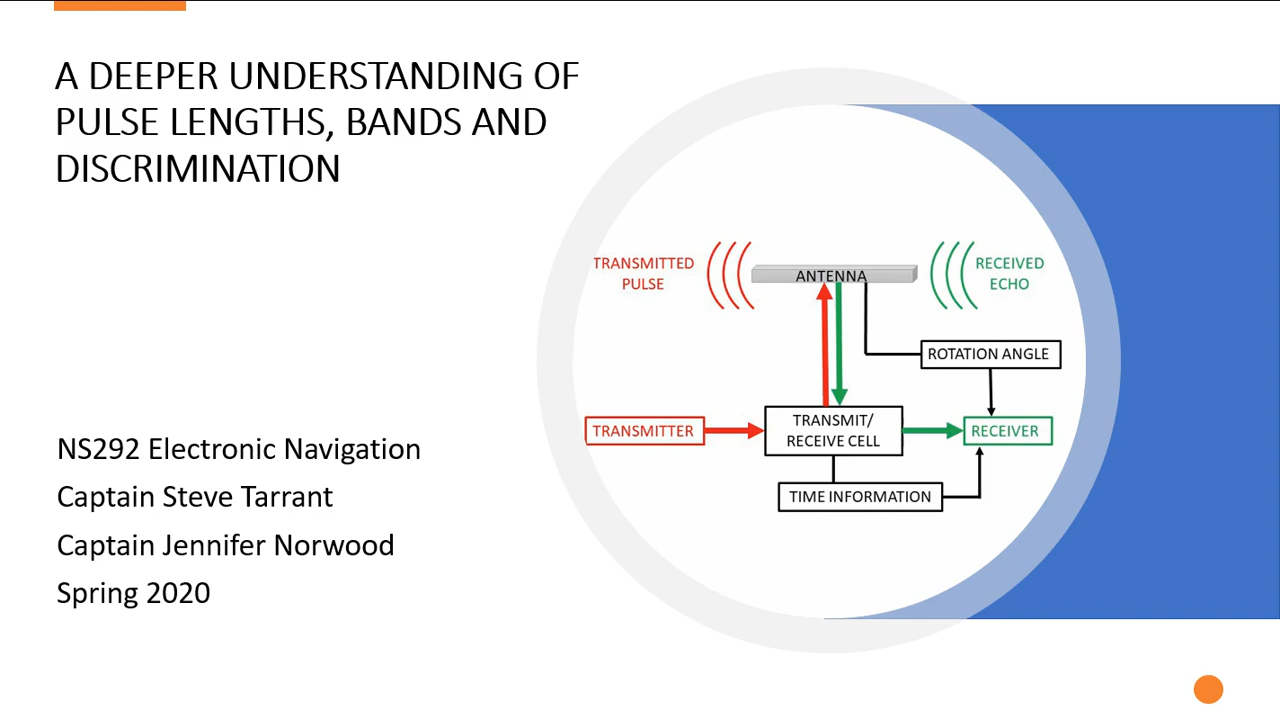 A DEEPER UNDERSTANDING OF
PULSE LENGTHS, BANDS AND
DISCRIMINATION
NS292 Electronic Navigation
Captain Steve Tarrant
Captain Jennifer Norwood
Spring 2020
TRANSMITTED
PULSE
ANTENNA
RECEIVED
ECHO
ROTATION ANGLE
TRANSMITTER
TRANSMIT/
RECEIVE CELL
RECEIVER
TIME INFORMATION